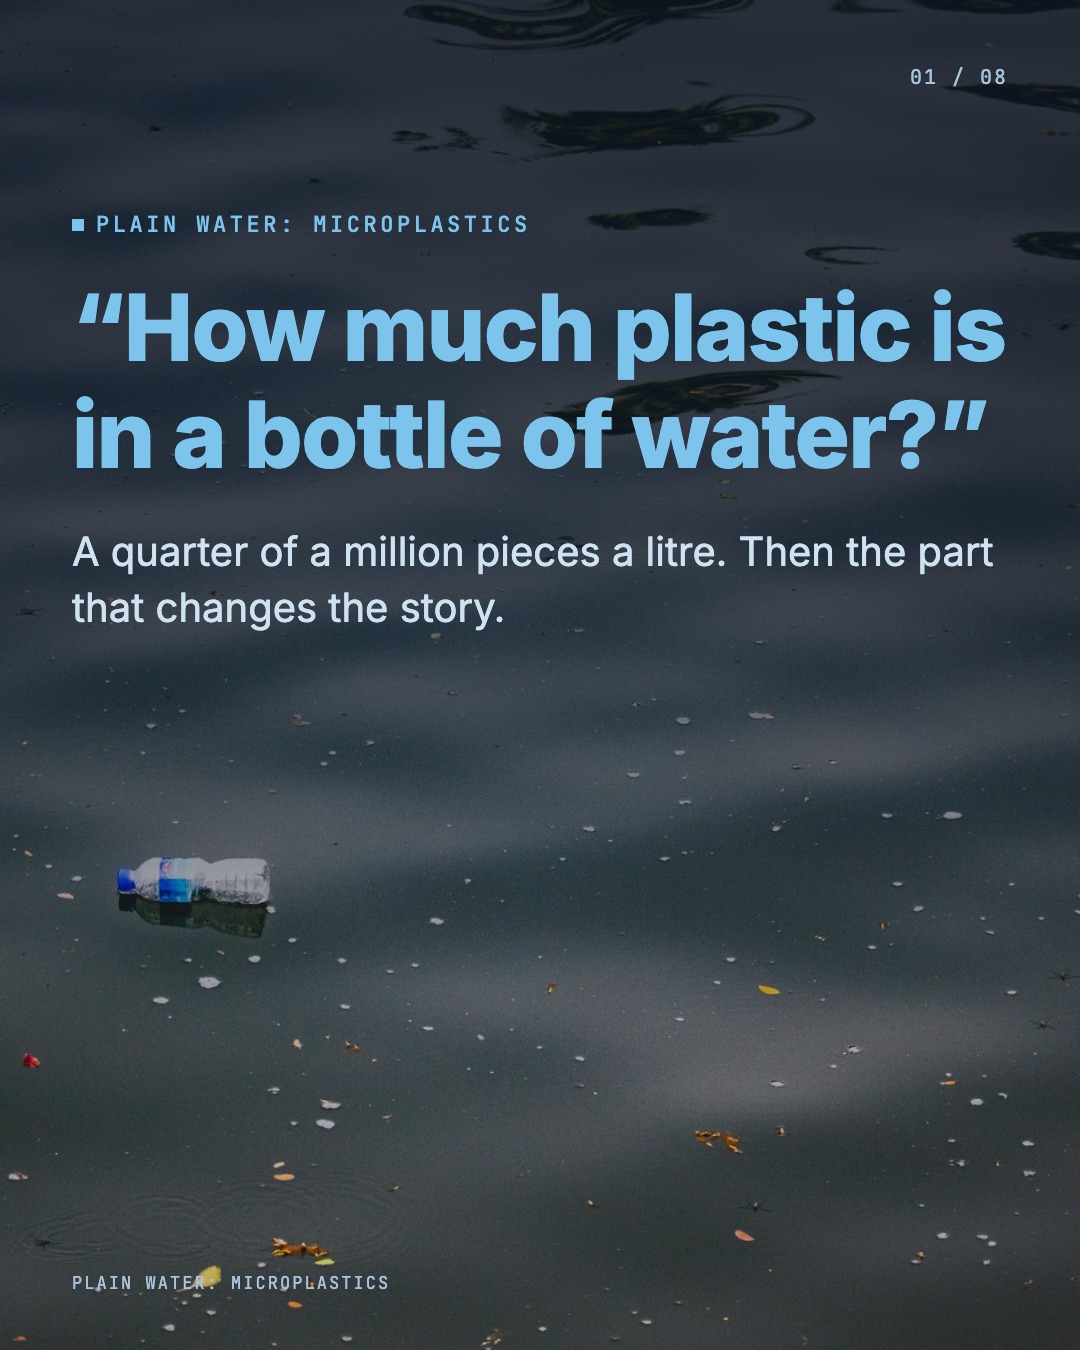 01 / 08
PLAIN WATER: MICROPLASTICS
“How much plastic is
in a bottle of water?”
A quarter of a million pieces a litre. Then the part
that changes the story.
PLAIN WATER: MICROPLASTICS